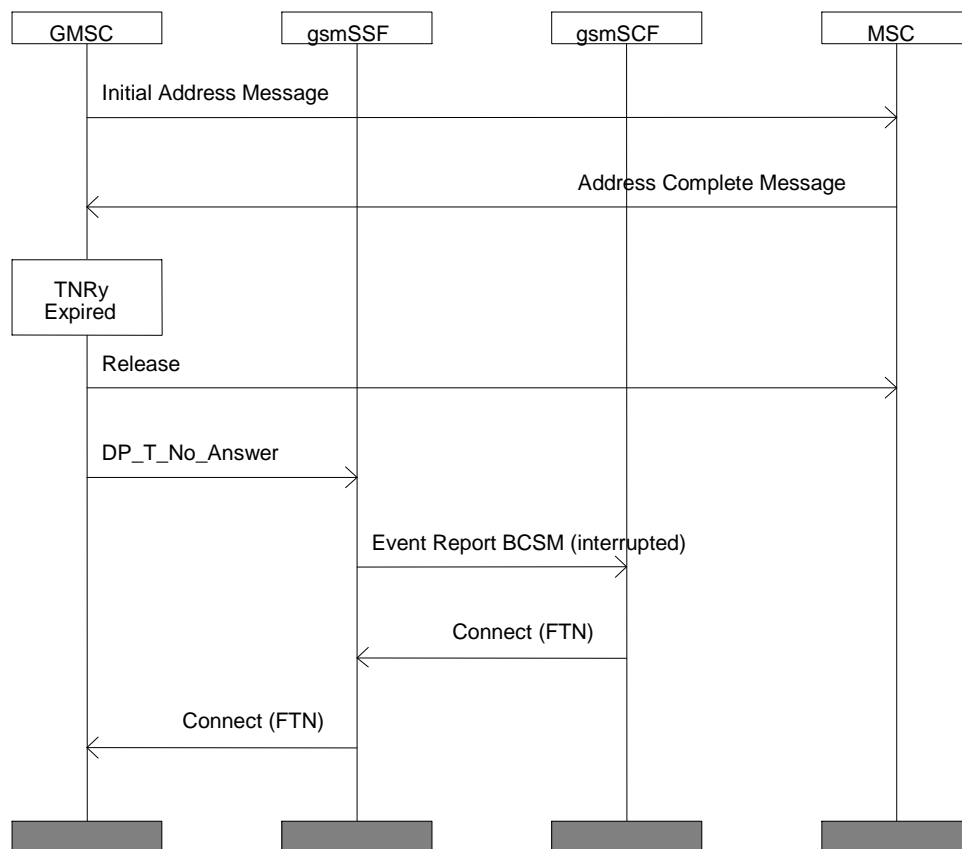 GMSC
gsmSSF
gsmSCF
MSC
Initial Address Message
Address Complete Message
TNRy
Expired
Release
DP_T_No_Answer
Event Report BCSM (interrupted)
Connect (FTN)
Connect (FTN)